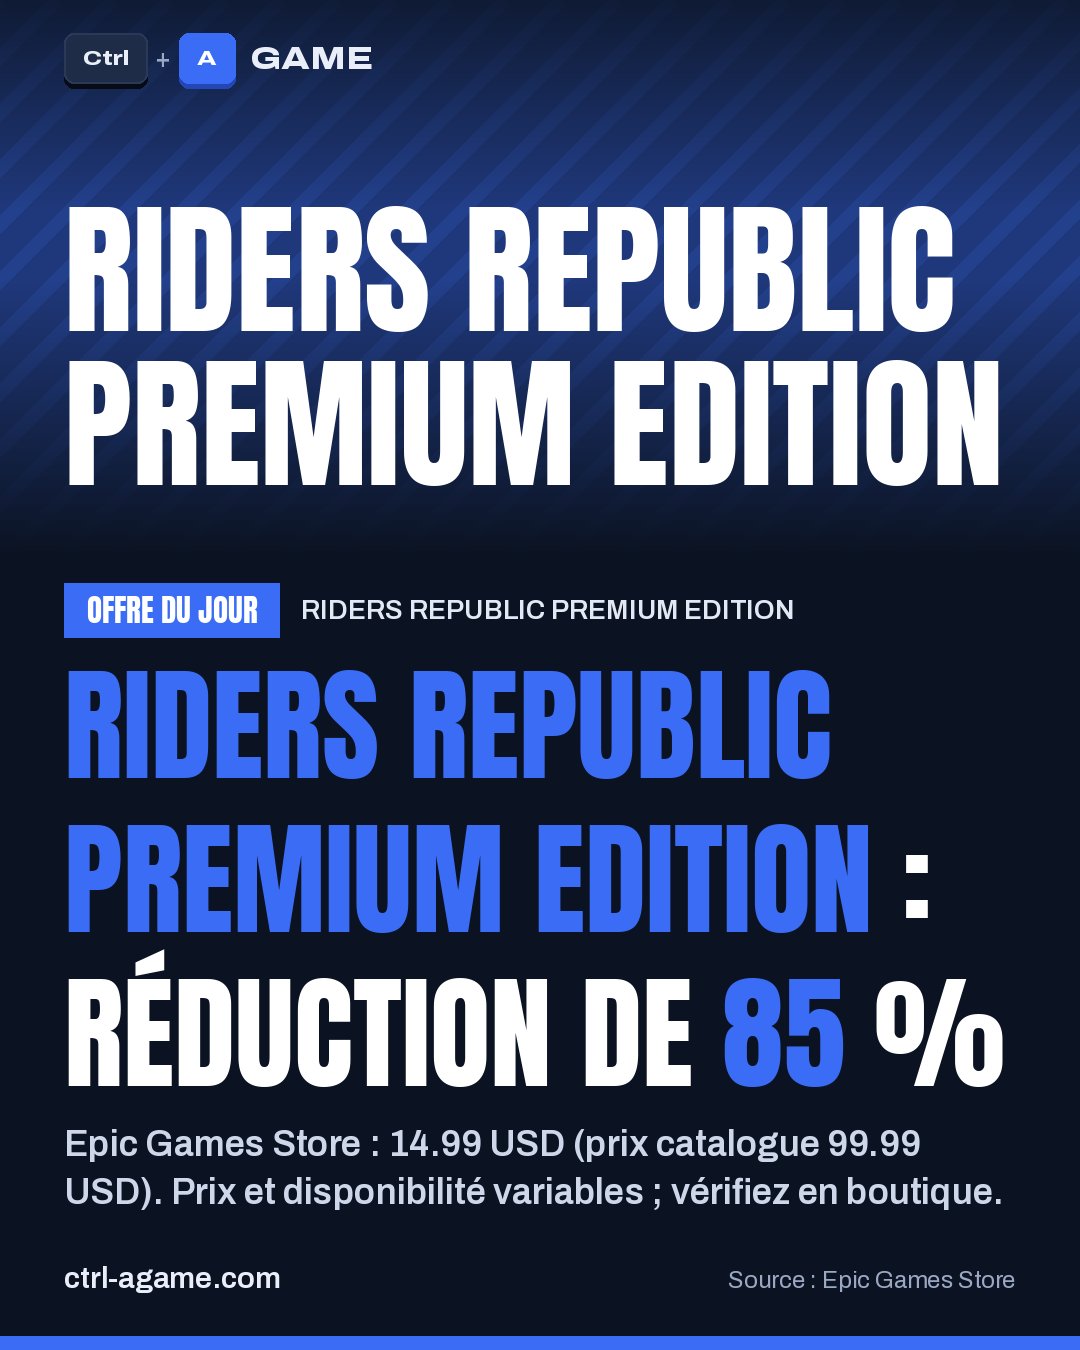 Ctrl + A GAME
RIDERS REPUBLIC
PREMIUM EDITION
OFFRE DU JOUR RIDERS REPUBLIC PREMIUM EDITION
RIDERS REPUBLIC
PREMIUM EDITION :
RÉDUCTION DE 85 %
Epic Games Store : 14.99 USD (prix catalogue 99.99
USD). Prix et disponibilité variables ; vérifiez en boutique.
ctrl-agame.com
Source : Epic Games Store